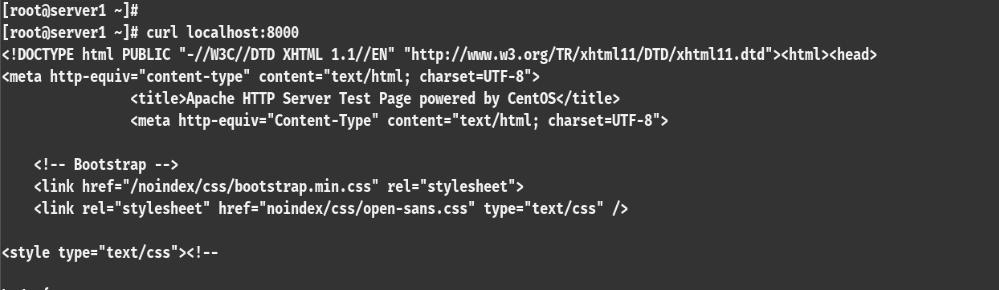 [root@server1 ~]#
[root@server1 ~]# curl localhost:8000
<!DOCTYPE html PUBLIC "-//W3C//DTD XHTML 1.1//EN" "http://www.w3.org/TR/xhtml11/DTD/xhtml11.dtd"><html><head>
<meta http-equiv="content-type" content="text/html; charset=UTF-8">
                <title>Apache HTTP Server Test Page powered by CentOS</title>
                <meta http-equiv="Content-Type" content="text/html; charset=UTF-8">
    <!-- Bootstrap -->
    <link href="/noindex/css/bootstrap.min.css" rel="stylesheet">
    <link rel="stylesheet" href="noindex/css/open-sans.css" type="text/css" />
<style type="text/css"><!--